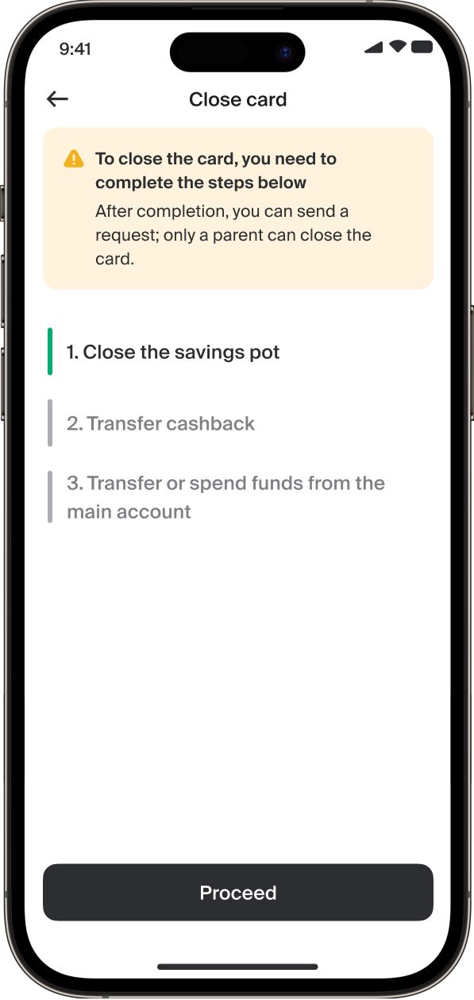 9:41
Close card
To close the card, you need to
complete the steps below
After completion, you can send a
request; only a parent can close the
card.
1. Close the savings pot
2. Transfer cashback
3. Transfer or spend funds from the
main account
Proceed